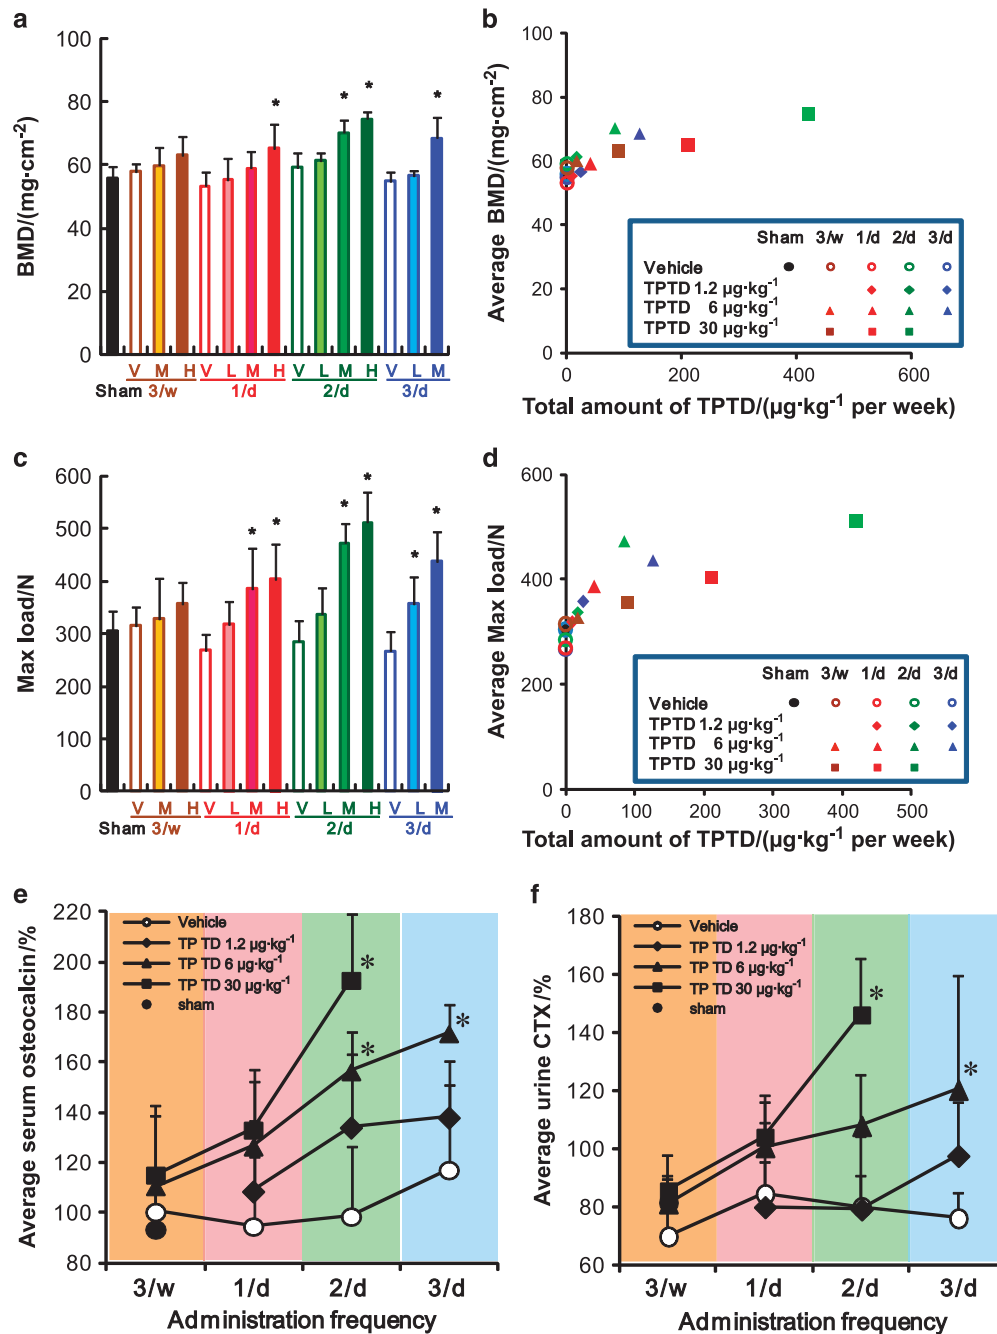 a
100
80
60
40
20
0
BMD/(mg·cm⁻²)
* * * *
V M H V L M H V L M H V L M
Sham 3/w 1/d 2/d 3/d
b
100
80
60
40
20
0
Average BMD/(mg·cm⁻²)
Sham 3/w 1/d 2/d 3/d
Vehicle
TPTD 1.2 µg·kg⁻¹
TPTD 6 µg·kg⁻¹
TPTD 30 µg·kg⁻¹
0 200 400 600
Total amount of TPTD/(µg·kg⁻¹ per week)
c
600
500
400
300
200
100
0
Max load/N
* * * * * *
V M H V L M H V L M H V L M
Sham 3/w 1/d 2/d 3/d
d
600
400
200
0
Average Max load/N
Sham 3/w 1/d 2/d 3/d
Vehicle
TPTD 1.2 µg·kg⁻¹
TPTD 6 µg·kg⁻¹
TPTD 30 µg·kg⁻¹
0 100 200 300 400 500
Total amount of TPTD/(µg·kg⁻¹ per week)
e
220
200
180
160
140
120
100
80
Average serum osteocalcin/%
Vehicle
TP TD 1.2 µg·kg⁻¹
TP TD 6 µg·kg⁻¹
TP TD 30 µg·kg⁻¹
sham
* * *
3/w 1/d 2/d 3/d
Administration frequency
f
180
160
140
120
100
80
60
Average urine CTX/%
Vehicle
TP TD 1.2 µg·kg⁻¹
TP TD 6 µg·kg⁻¹
TP TD 30 µg·kg⁻¹
sham
* *
3/w 1/d 2/d 3/d
Administration frequency